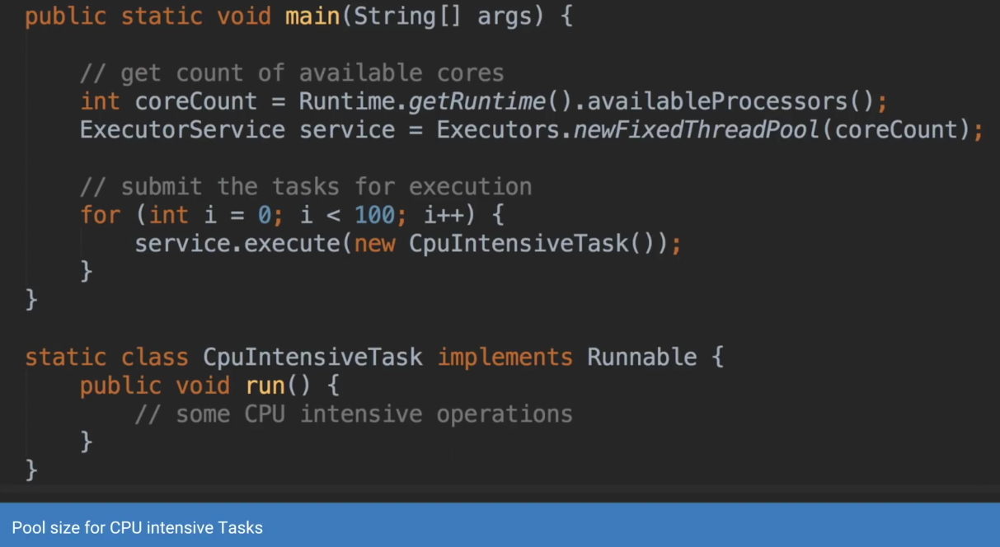 public static void main(String[] args) {
// get count of available cores
int coreCount = Runtime.getRuntime().availableProcessors();
ExecutorService service = Executors.newFixedThreadPool(coreCount);
// submit the tasks for execution
for (int i = 0; i < 100; i++) {
service.execute(new CpuIntensiveTask());
}
}
static class CpuIntensiveTask implements Runnable {
public void run() {
// some CPU intensive operations
}
}
Pool size for CPU intensive Tasks